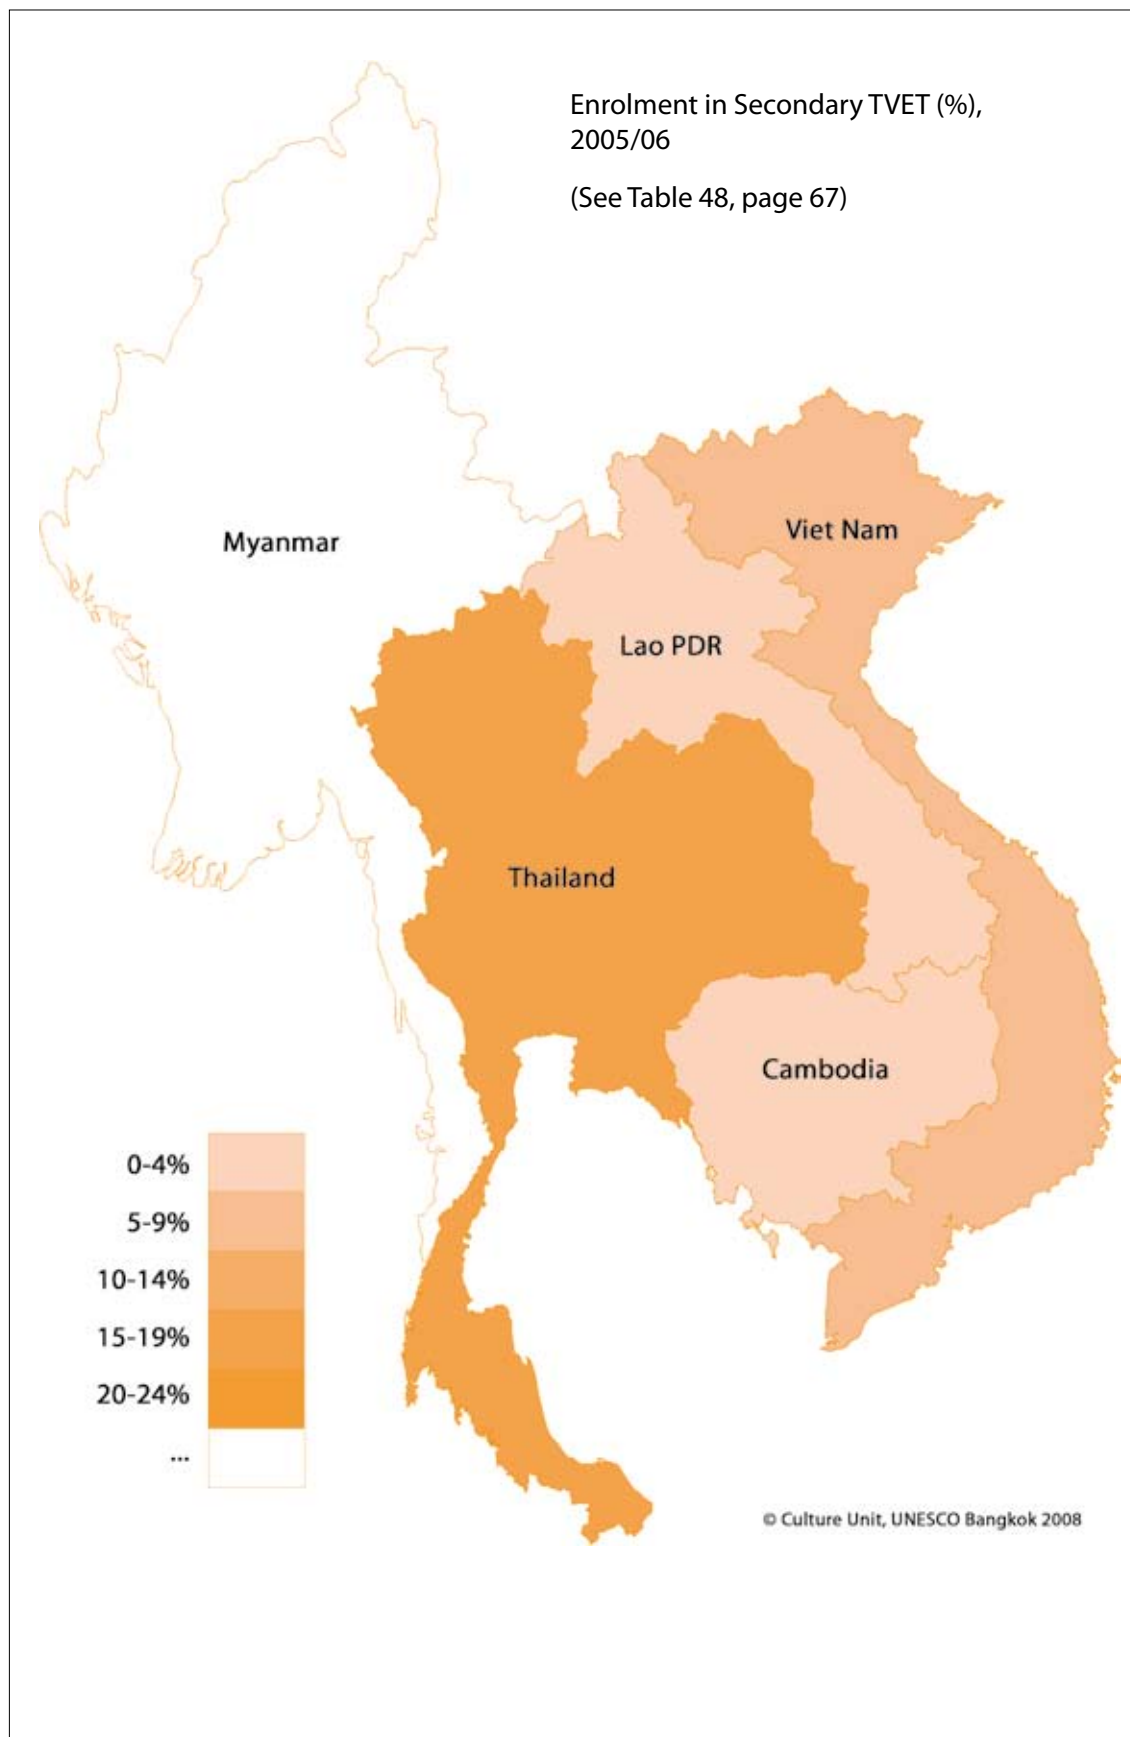 Enrolment in Secondary TVET (%),
2005/06
(See Table 48, page 67)
Viet Nam
Myanmar
Lao PDR
Thailand
Cambodia
0-4%
5-9%
10-14%
15-19%
20-24%
...
© Culture Unit, UNESCO Bangkok 2008